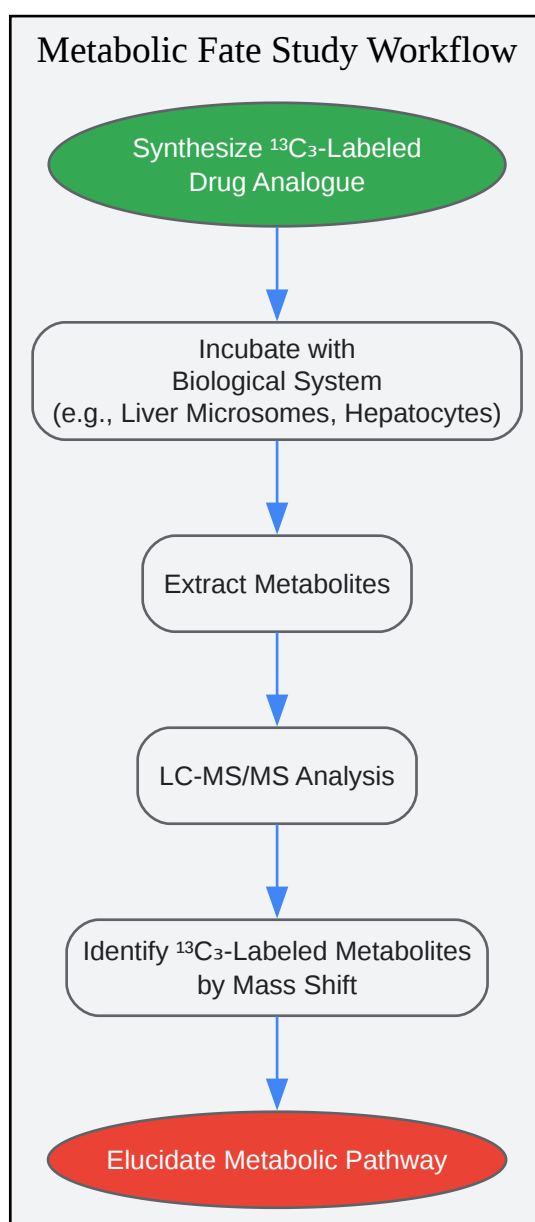 Metabolic Fate Study Workflow
Synthesize ¹³C₃-Labeled
Drug Analogue
Incubate with
Biological System
(e.g., Liver Microsomes, Hepatocytes)
Extract Metabolites
LC-MS/MS Analysis
Identify ¹³C₃-Labeled Metabolites
by Mass Shift
Elucidate Metabolic Pathway